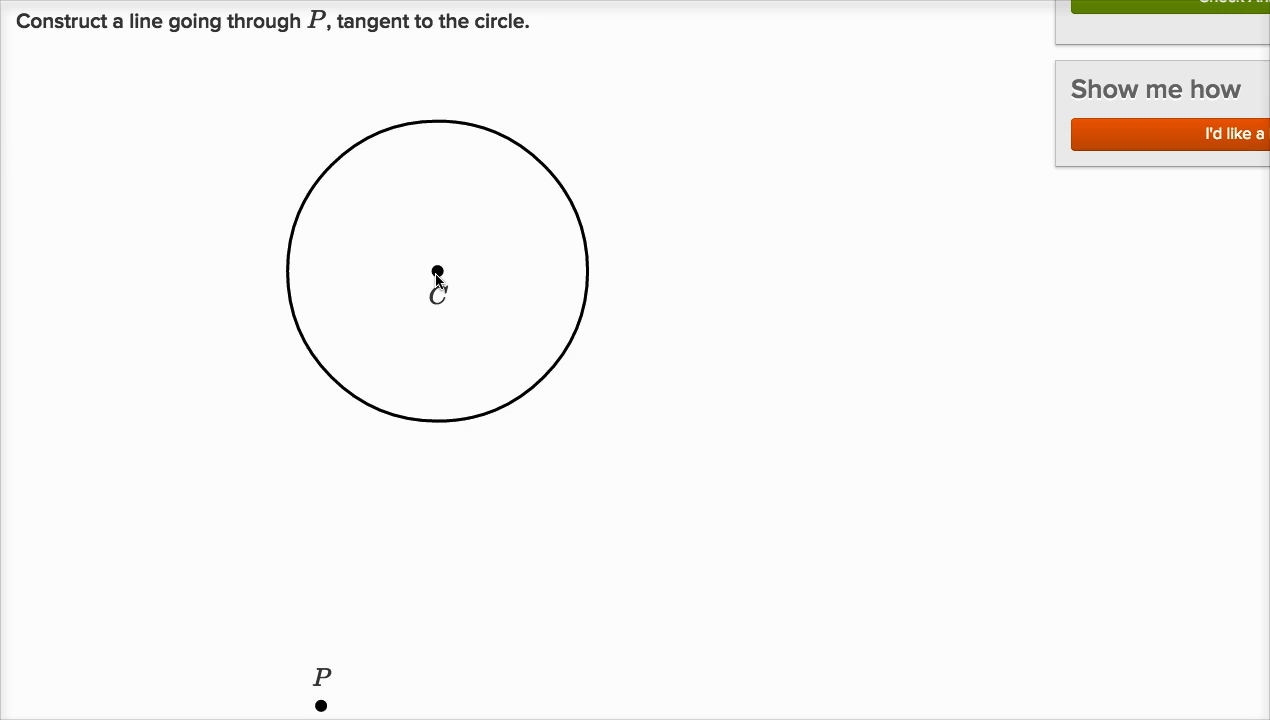 Construct a line going through P, tangent to the circle.
Show me how
I'd like a
C
P